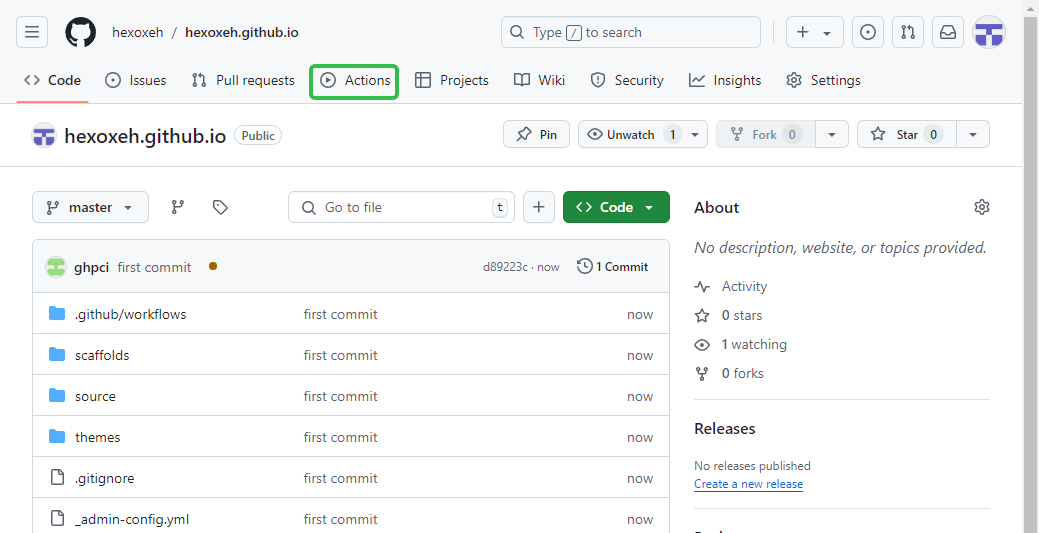 hexoxeh / hexoxeh.github.io Type / to search
Code Issues Pull requests Actions Projects Wiki Security Insights Settings
hexoxeh.github.io Public Pin Unwatch 1 Fork 0 Star 0
master Go to file t Code
About
No description, website, or topics provided.
ghpci first commit d89223c · now 1 Commit
Activity
.github/workflows first commit now
0 stars
scaffolds first commit now
1 watching
0 forks
source first commit now
Releases
themes first commit now
No releases published
.gitignore first commit now
Create a new release
_admin-config.yml first commit now